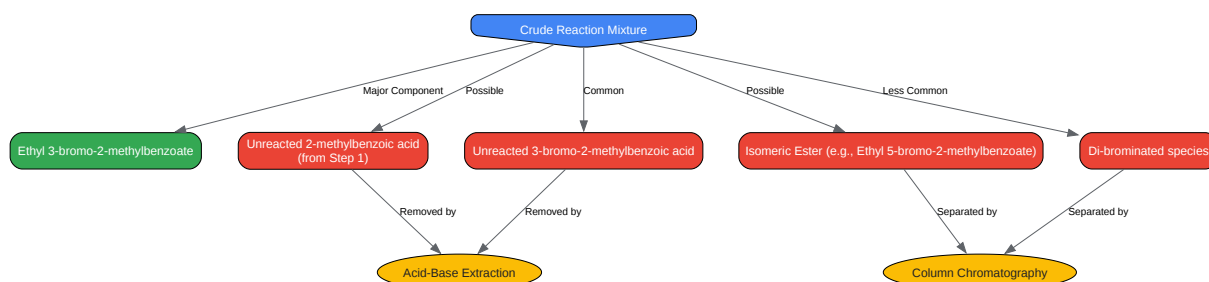 Crude Reaction Mixture
Major Component
Possible
Common
Possible
Less Common
Ethyl 3-bromo-2-methylbenzoate
Unreacted 2-methylbenzoic acid
(from Step 1)
Unreacted 3-bromo-2-methylbenzoic acid
Isomeric Ester (e.g., Ethyl 5-bromo-2-methylbenzoate)
Di-brominated species
Removed by
Removed by
Separated by
Separated by
Acid-Base Extraction
Column Chromatography